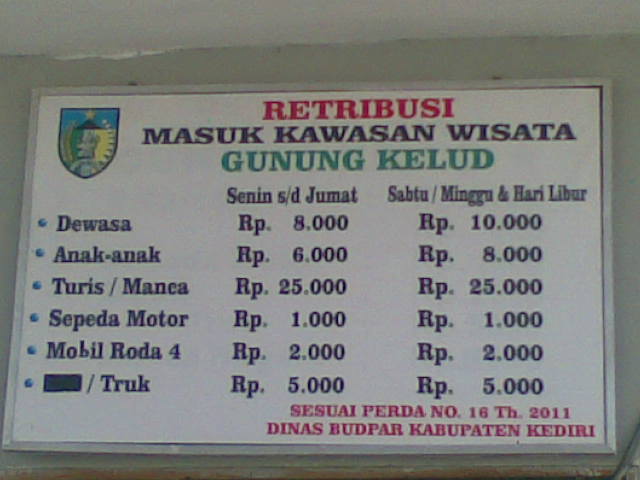 RETRIBUSI
MASUK KAWASAN WISATA
GUNUNG KELUD
Senin s/d Jumat Sabtu / Minggu & Hari Libur
Dewasa Rp. 8.000 Rp. 10.000
Anak-anak Rp. 6.000 Rp. 8.000
Turis / Manca Rp. 25.000 Rp. 25.000
Sepeda Motor Rp. 1.000 Rp. 1.000
Mobil Roda 4 Rp. 2.000 Rp. 2.000
/ Truk Rp. 5.000 Rp. 5.000
SESUAI PERDA NO. 16 Th. 2011
DINAS BUDPAR KABUPATEN KEDIRI